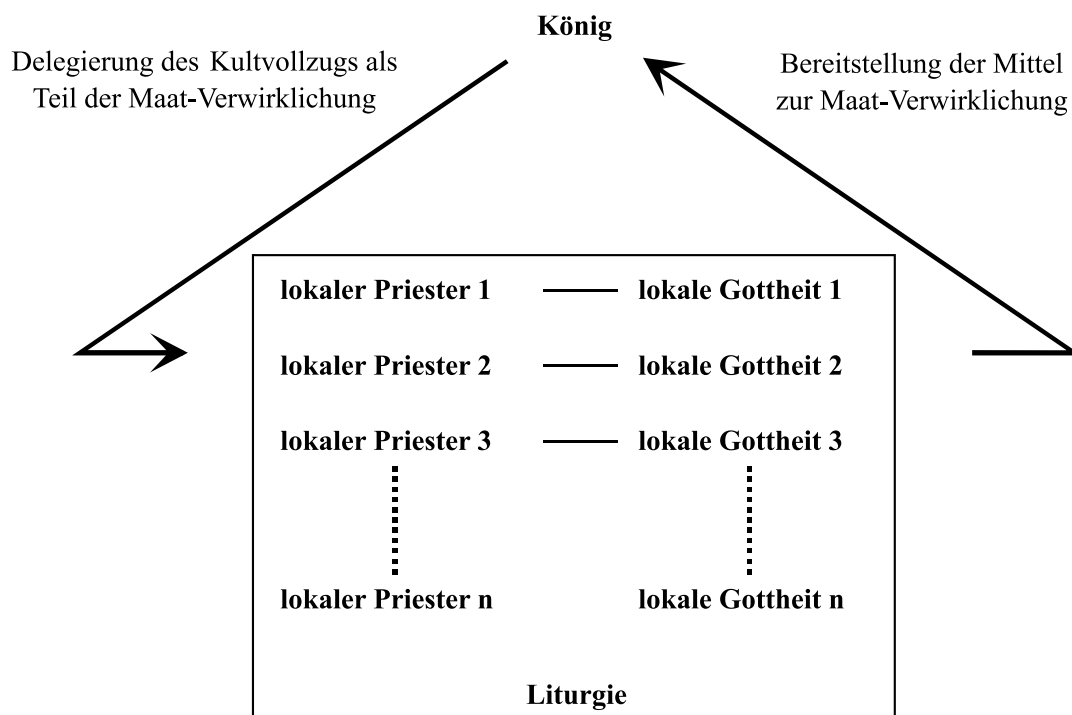 König
Delegierung des Kultvollzugs als
Teil der Maat-Verwirklichung
Bereitstellung der Mittel
zur Maat-Verwirklichung
lokaler Priester 1 lokale Gottheit 1
lokaler Priester 2 lokale Gottheit 2
lokaler Priester 3 lokale Gottheit 3
lokaler Priester n lokale Gottheit n
Liturgie